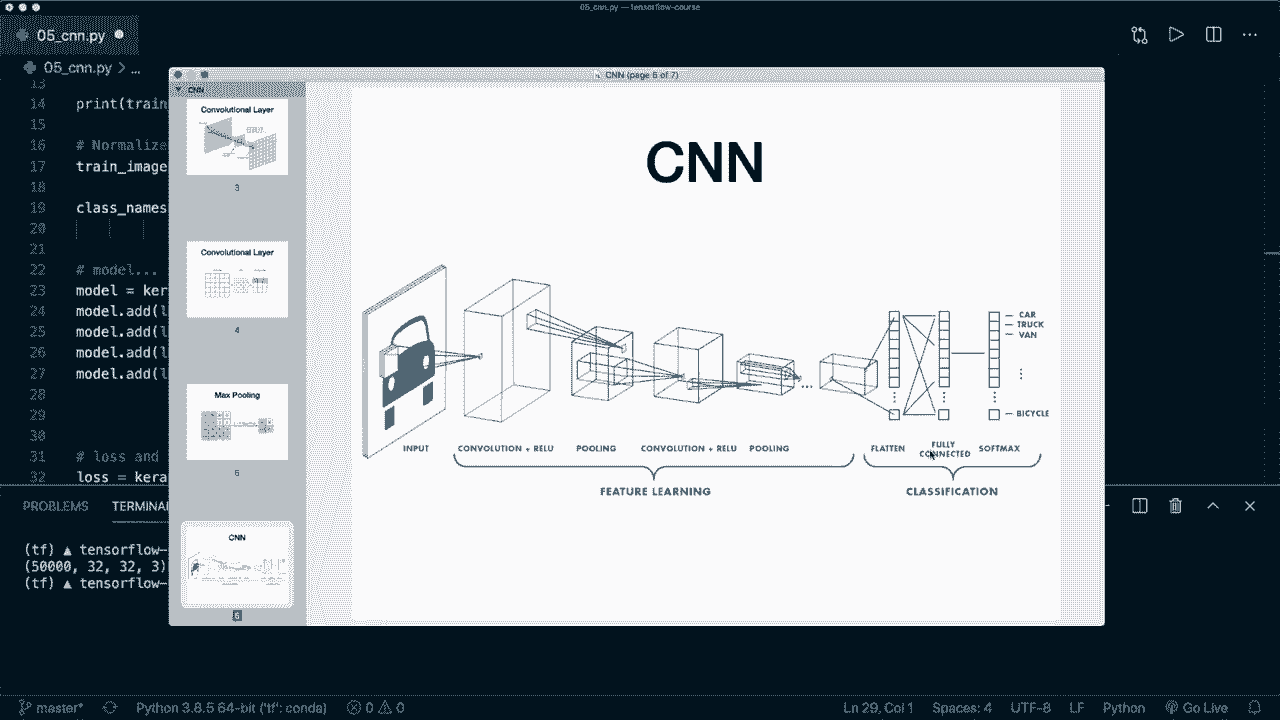 05_cnn.py — tensorflow-course
05_cnn.py
05_cnn.py > ...
13
14 print(train
15
16 # Normalize
17 train_image
18
19 class_names
20
21
22 # model...
23 model = ker
24 model.add(l
25 model.add(l
26 model.add(l
27 model.add(l
28
29
30
31 # loss and
32 loss = kera
CNN (page 6 of 7)
CNN
Convolutional Layer
3
Convolutional Layer
4
Max Pooling
CNN
6
CNN
CAR
TRUCK
VAN
BICYCLE
INPUT
CONVOLUTION + RELU
POOLING
CONVOLUTION + RELU
POOLING
FLATTEN
FULLY
CONNECTED
SOFTMAX
FEATURE LEARNING
CLASSIFICATION
PROBLEMS TERMINA
(tf) ▲ tensorflow-
(50000, 32, 32, 3)
(tf) ▲ tensorflow-
master* Python 3.8.5 64-bit ('tf': conda) 0 0 Ln 29, Col 1 Spaces: 4 UTF-8 LF Python Go Live